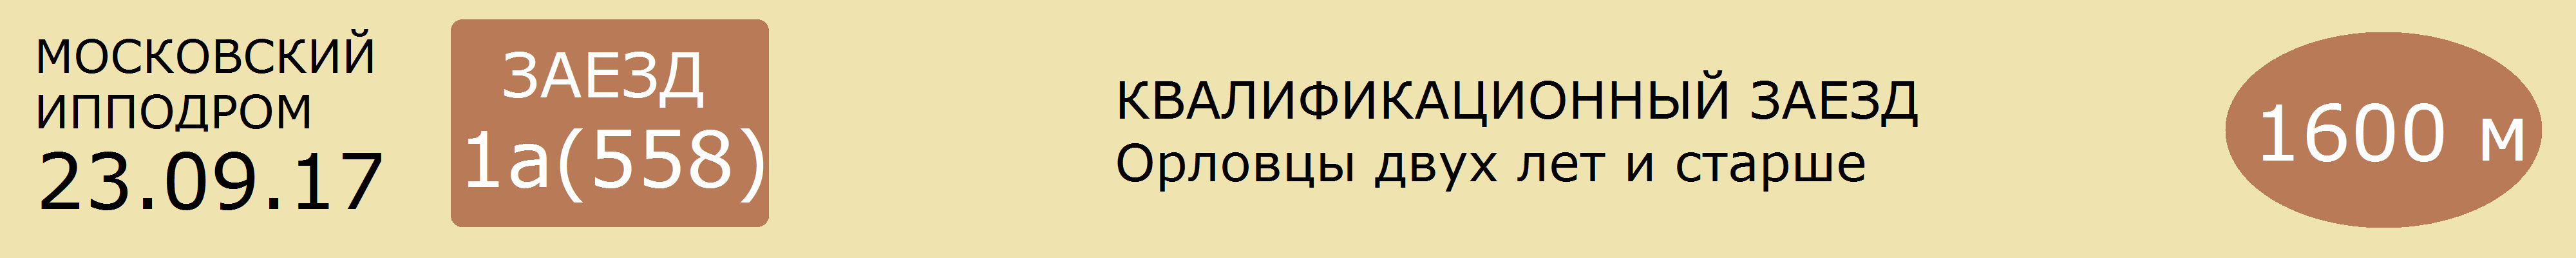 МОСКОВСКИЙ
ИППОДРОМ
23.09.17
ЗАЕЗД
1а(558)
КВАЛИФИКАЦИОННЫЙ ЗАЕЗД
Орловцы двух лет и старше
1600 м